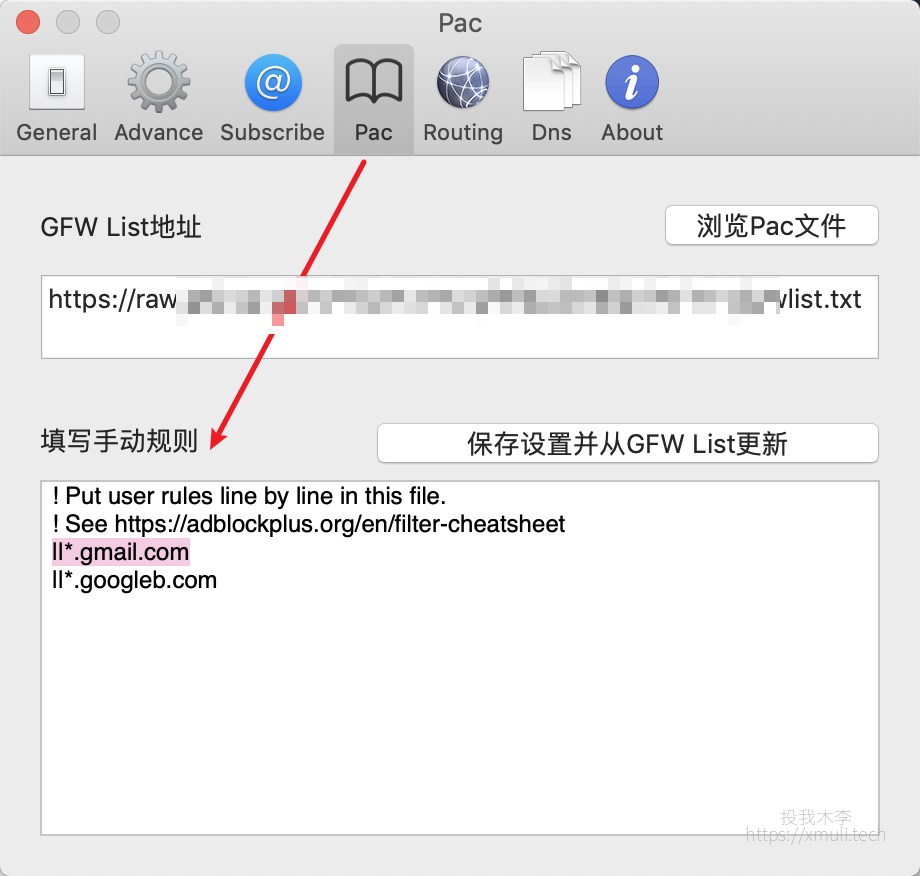 Pac
General Advance Subscribe Pac Routing Dns About
GFW List地址
浏览Pac文件
https://raw
list.txt
填写手动规则
保存设置并从GFW List更新
! Put user rules line by line in this file.
! See https://adblockplus.org/en/filter-cheatsheet
||*.gmail.com
||*.googleb.com
投我木李
https://xmuli.tech